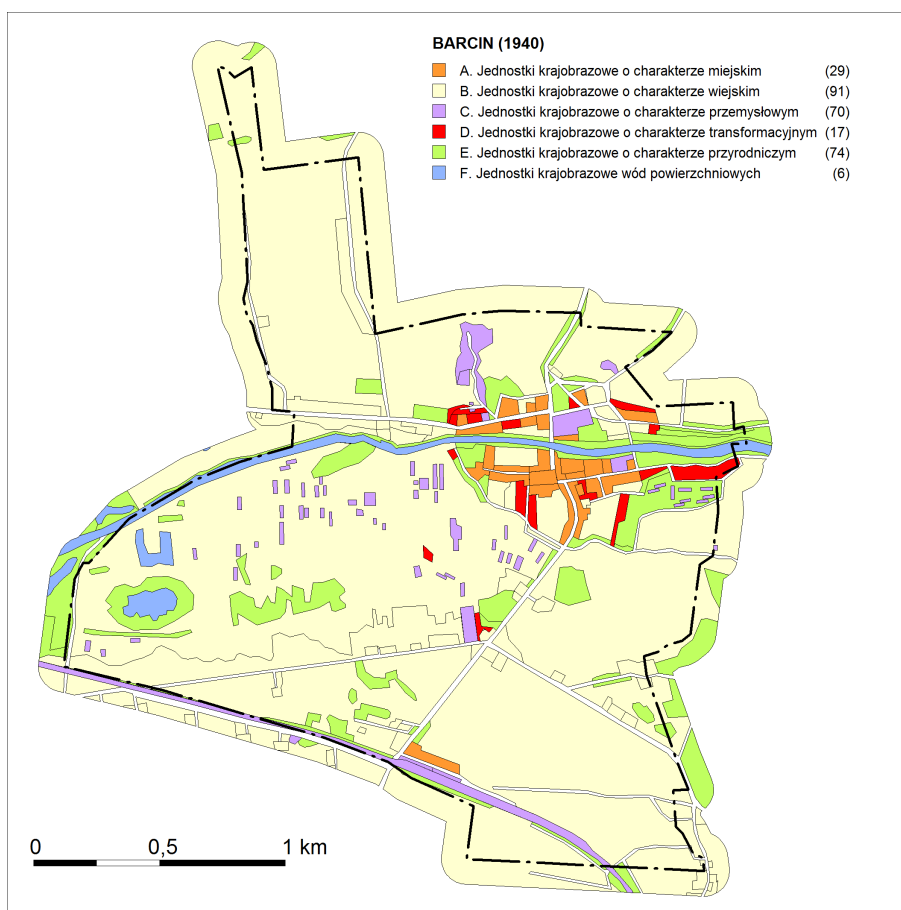 BARCIN (1940)
A. Jednostki krajobrazowe o charakterze miejskim (29)
B. Jednostki krajobrazowe o charakterze wiejskim (91)
C. Jednostki krajobrazowe o charakterze przemysłowym (70)
D. Jednostki krajobrazowe o charakterze transformacyjnym (17)
E. Jednostki krajobrazowe o charakterze przyrodniczym (74)
F. Jednostki krajobrazowe wód powierzchniowych (6)
0 0,5 1 km